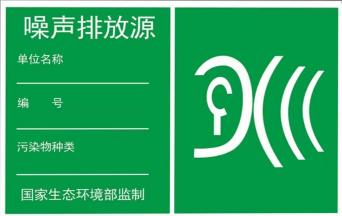 噪声排放源
单位名称
编 号
污染物种类
国家生态环境部监制